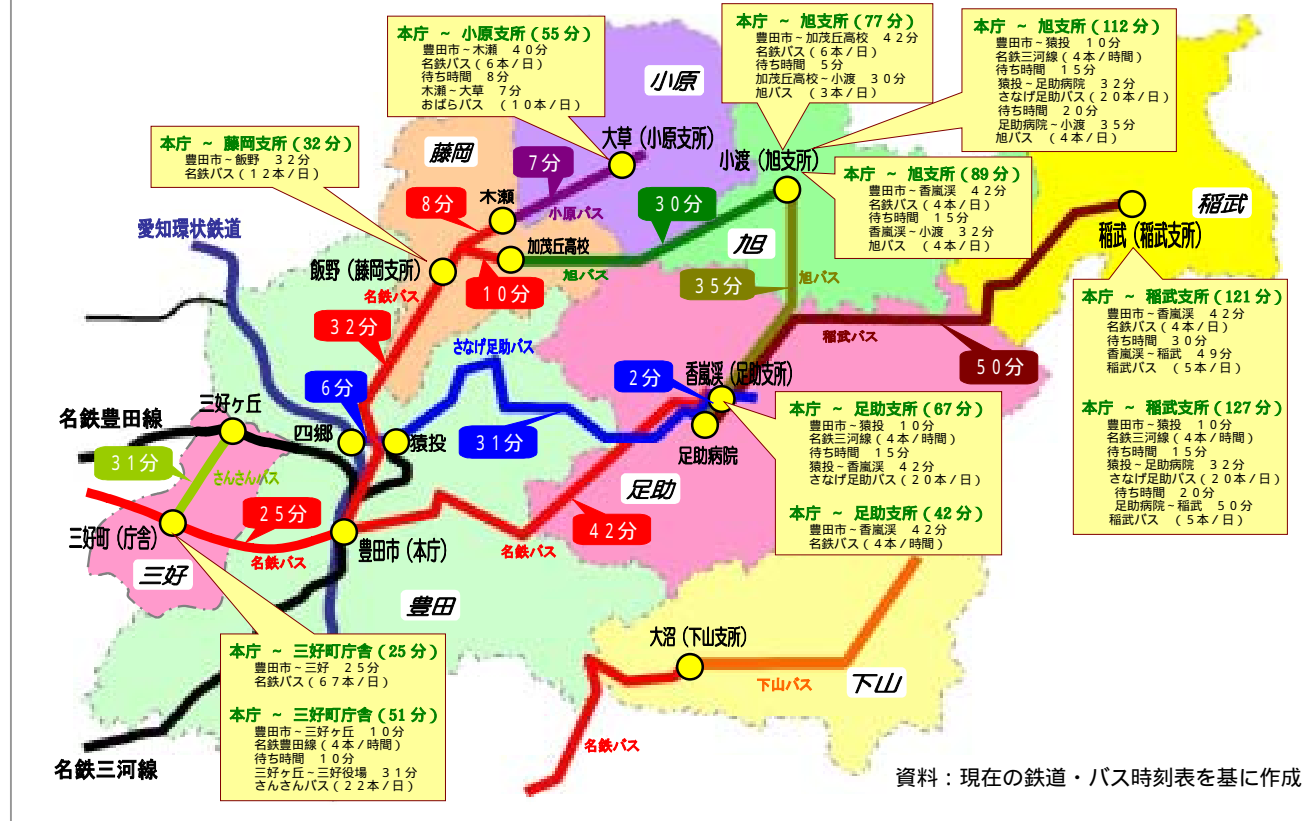 本庁 ~ 小原支所(55分)
豊田市~木瀬 40分
名鉄バス(6本/日)
待ち時間 8分
木瀬~大草 7分
おばらバス (10本/日)
本庁 ~ 旭支所(77分)
豊田市~加茂丘高校 42分
名鉄バス(6本/日)
待ち時間 5分
加茂丘高校~小渡 30分
旭バス (3本/日)
本庁 ~ 旭支所(112分)
豊田市~猿投 10分
名鉄三河線(4本/時間)
待ち時間 15分
猿投~足助病院 32分
さなげ足助バス(20本/日)
待ち時間 20分
足助病院~小渡 35分
旭バス (4本/日)
本庁 ~ 藤岡支所(32分)
豊田市~飯野 32分
名鉄バス(12本/日)
本庁 ~ 旭支所(89分)
豊田市~香嵐渓 42分
名鉄バス(4本/日)
待ち時間 15分
香嵐渓~小渡 32分
旭バス (4本/日)
小原
藤岡
大草(小原支所)
7分
小渡(旭支所)
木瀬
8分
小原バス
30分
稲武
稲武(稲武支所)
愛知環状鉄道
加茂丘高校
旭
飯野(藤岡支所)
旭バス
10分
名鉄バス
35分
旭バス
32分
さなげ足助バス
稲武バス
50分
本庁 ~ 稲武支所(121分)
豊田市~香嵐渓 42分
名鉄バス(4本/日)
待ち時間 30分
香嵐渓~稲武 49分
稲武バス (5本/日)
本庁 ~ 稲武支所(127分)
豊田市~猿投 10分
名鉄三河線(4本/時間)
待ち時間 15分
猿投~足助病院 32分
さなげ足助バス(20本/日)
待ち時間 20分
足助病院~稲武 50分
稲武バス (5本/日)
6分
2分
香嵐渓(足助支所)
三好ヶ丘
名鉄豊田線
四郷
猿投
31分
31分
さんさんバス
足助病院
足助
本庁 ~ 足助支所(67分)
豊田市~猿投 10分
名鉄三河線(4本/時間)
待ち時間 15分
猿投~香嵐渓 42分
さなげ足助バス(20本/日)
本庁 ~ 足助支所(42分)
豊田市~香嵐渓 42分
名鉄バス(4本/時間)
25分
三好町(庁舎)
名鉄バス
豊田市(本庁)
42分
名鉄バス
三好
豊田
本庁 ~ 三好町庁舎(25分)
豊田市~三好 25分
名鉄バス(67本/日)
本庁 ~ 三好町庁舎(51分)
豊田市~三好ヶ丘 10分
名鉄豊田線(4本/時間)
待ち時間 10分
三好ヶ丘~三好役場 31分
さんさんバス(22本/日)
大沼(下山支所)
下山バス
下山
名鉄バス
名鉄三河線
資料:現在の鉄道・バス時刻表を基に作成